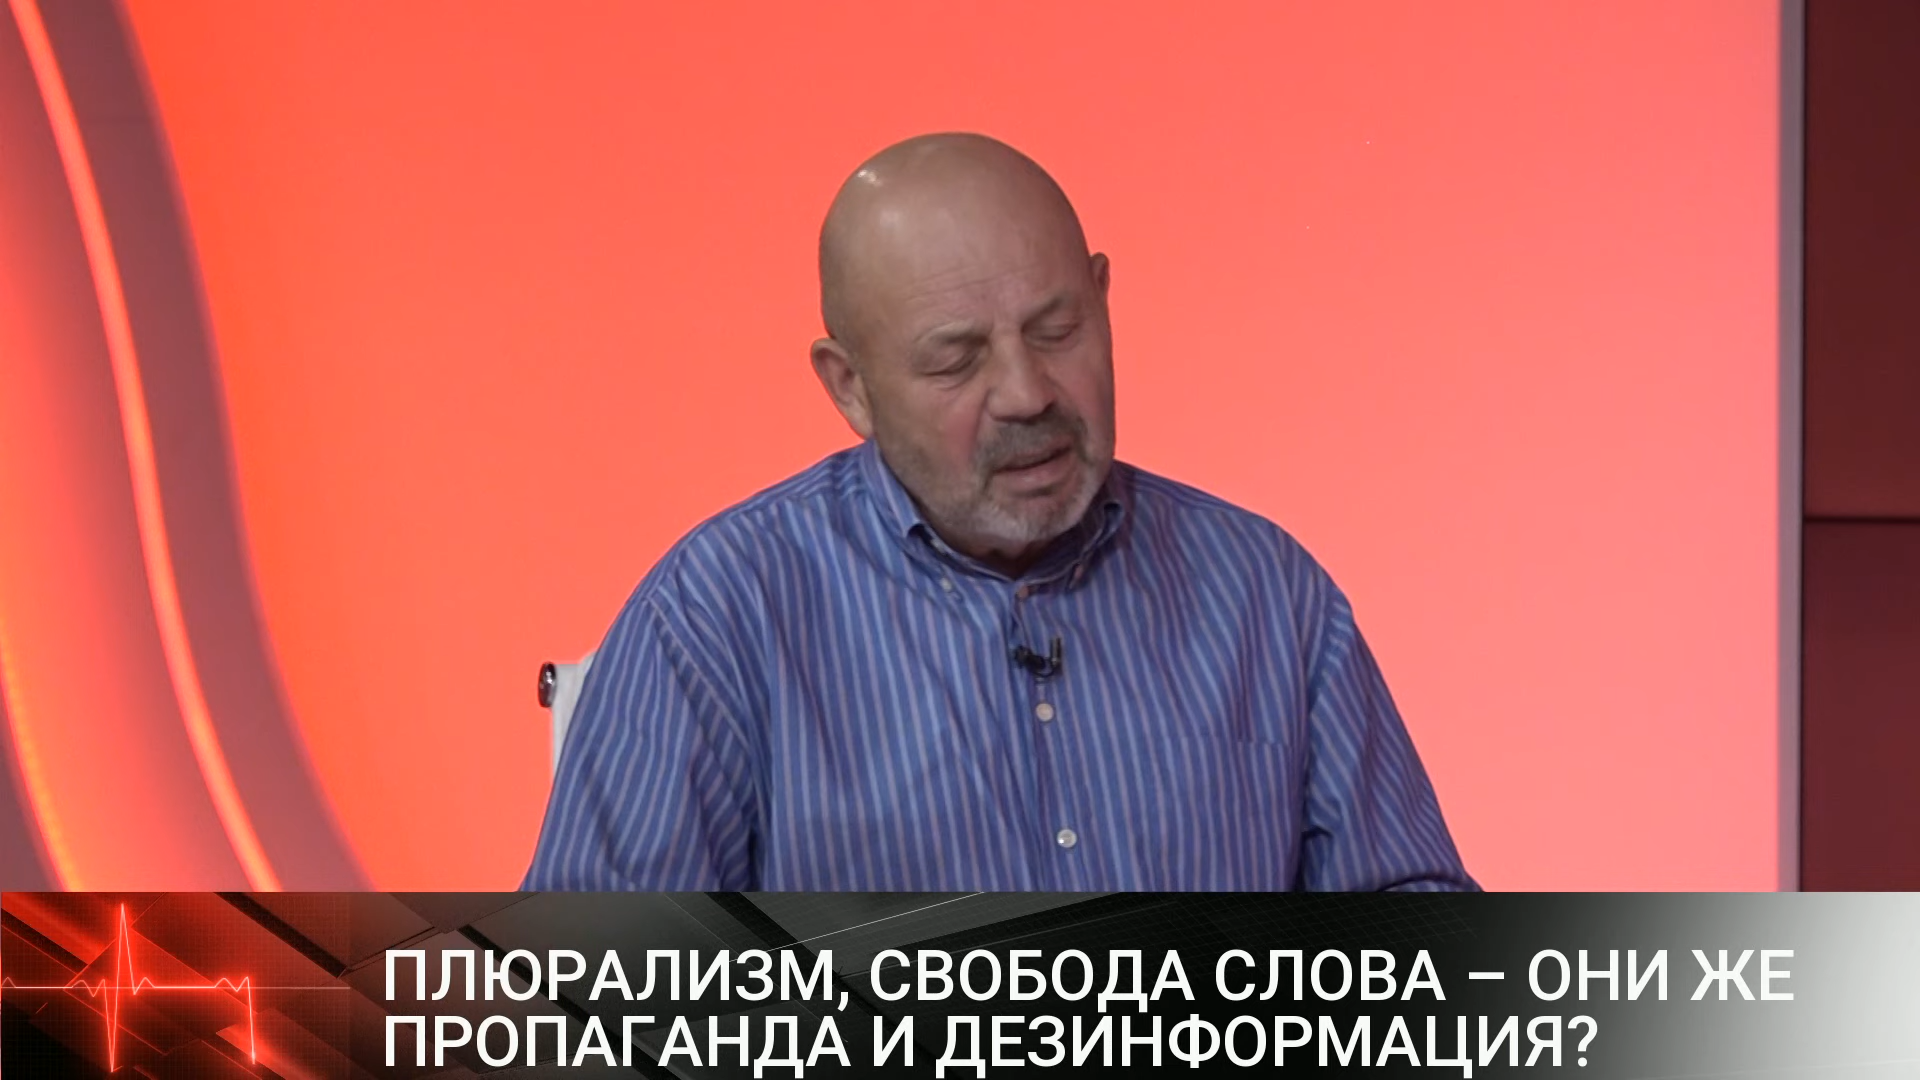 ПЛЮРАЛИЗМ, СВОБОДА СЛОВА – ОНИ ЖЕ
ПРОПАГАНДА И ДЕЗИНФОРМАЦИЯ?